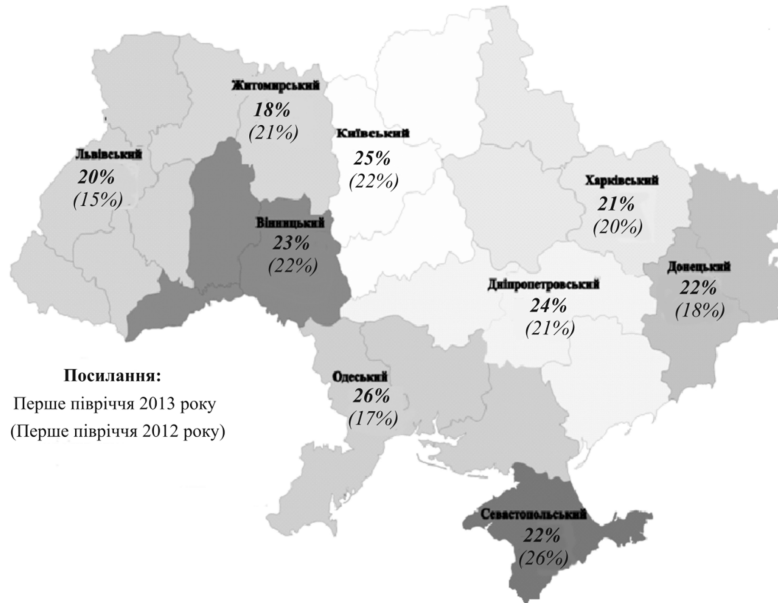 Житомирський
18%
(21%)
Київський
25%
(22%)
Львівський
20%
(15%)
Харківський
21%
(20%)
Вінницький
23%
(22%)
Донецький
22%
(18%)
Дніпропетровський
24%
(21%)
Посилання:
Перше півріччя 2013 року
(Перше півріччя 2012 року)
Одеський
26%
(17%)
Севастопольський
22%
(26%)